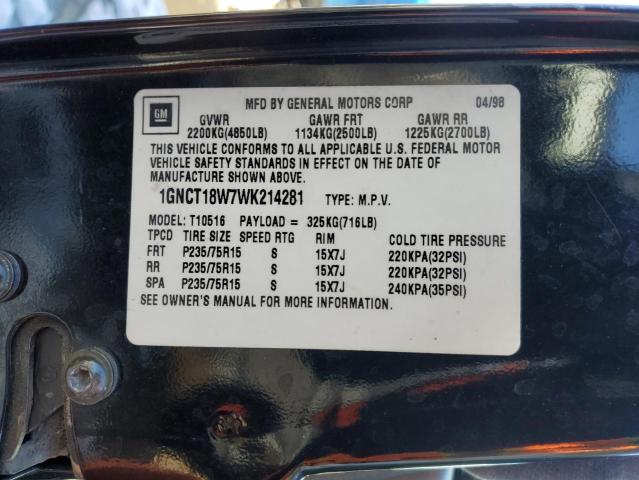 MFD BY GENERAL MOTORS CORP 04/98
GM
GVWR GAWR FRT GAWR RR
2200KG(4850LB) 1134KG(2500LB) 1225KG(2700LB)
THIS VEHICLE CONFORMS TO ALL APPLICABLE U.S. FEDERAL MOTOR
VEHICLE SAFETY STANDARDS IN EFFECT ON THE DATE OF
MANUFACTURE SHOWN ABOVE.
1GNCT18W7WK214281 TYPE: M.P.V.
MODEL: T10516 PAYLOAD = 325KG(716LB)
TPCD TIRE SIZE SPEED RTG RIM COLD TIRE PRESSURE
FRT P235/75R15 S 15X7J 220KPA(32PSI)
RR P235/75R15 S 15X7J 220KPA(32PSI)
SPA P235/75R15 S 15X7J 240KPA(35PSI)
SEE OWNER'S MANUAL FOR MORE INFORMATION.